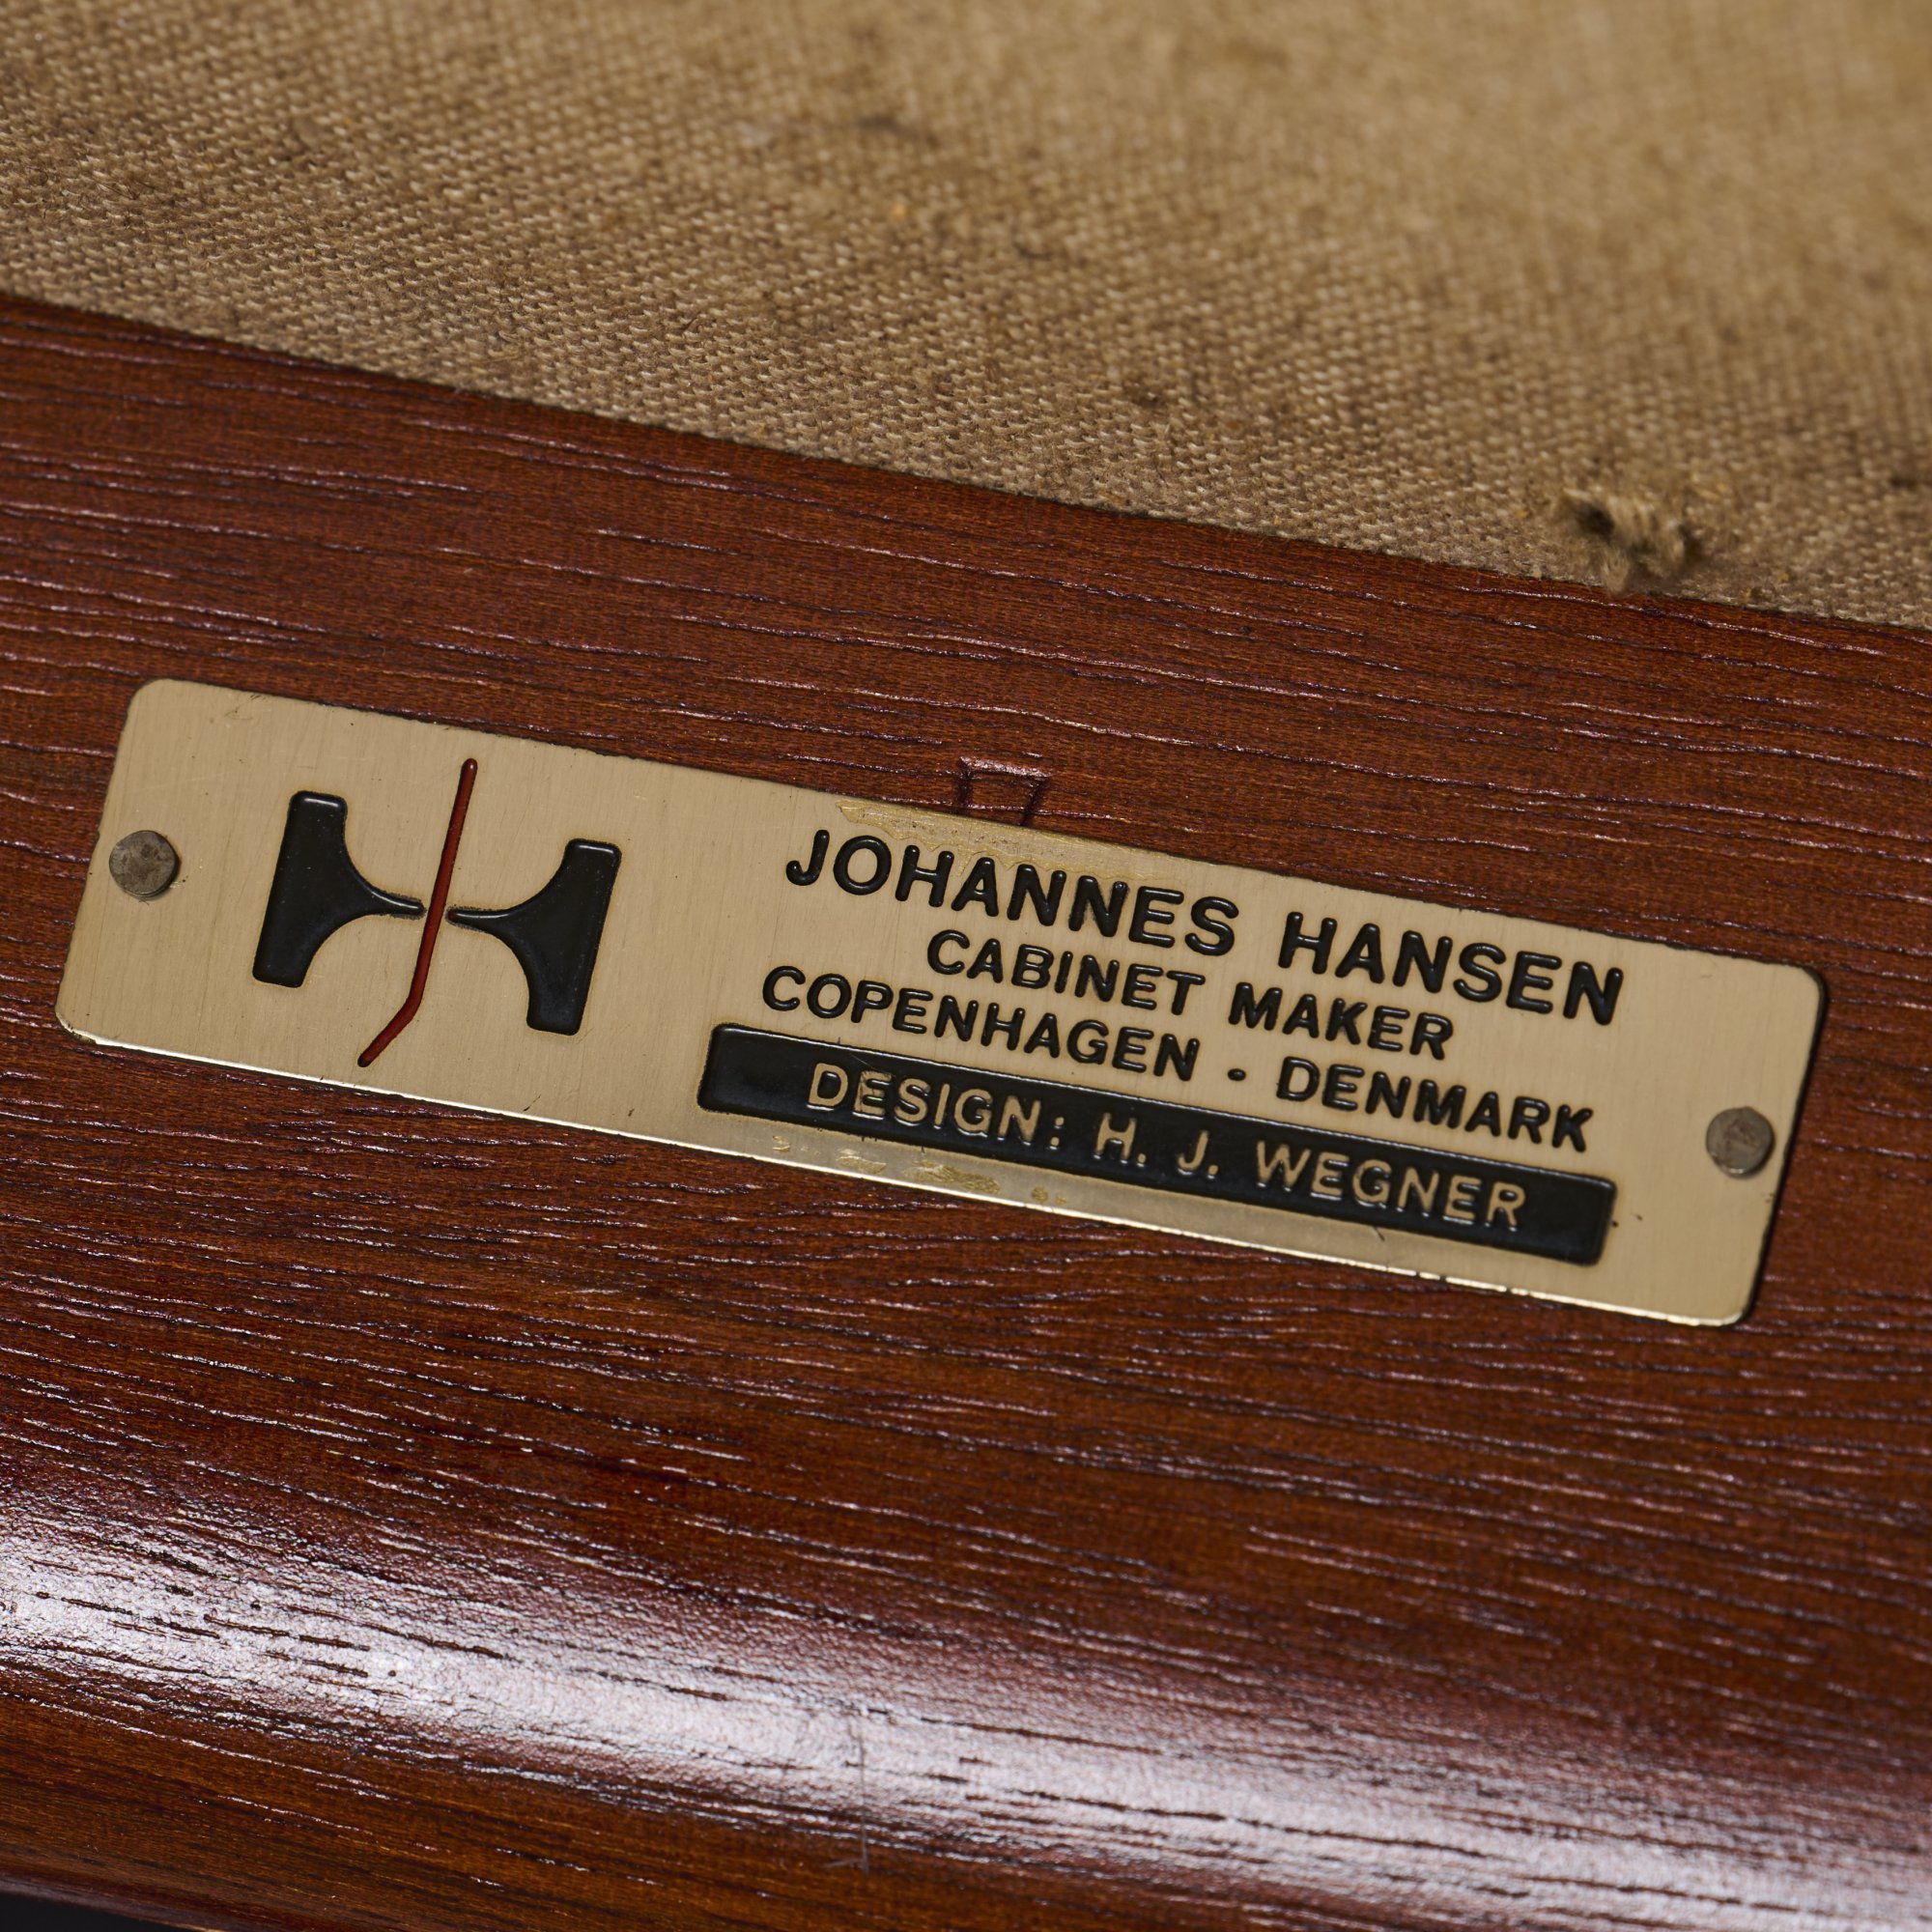 JOHANNES HANSEN
CABINET MAKER
COPENHAGEN · DENMARK
DESIGN: H. J. WEGNER